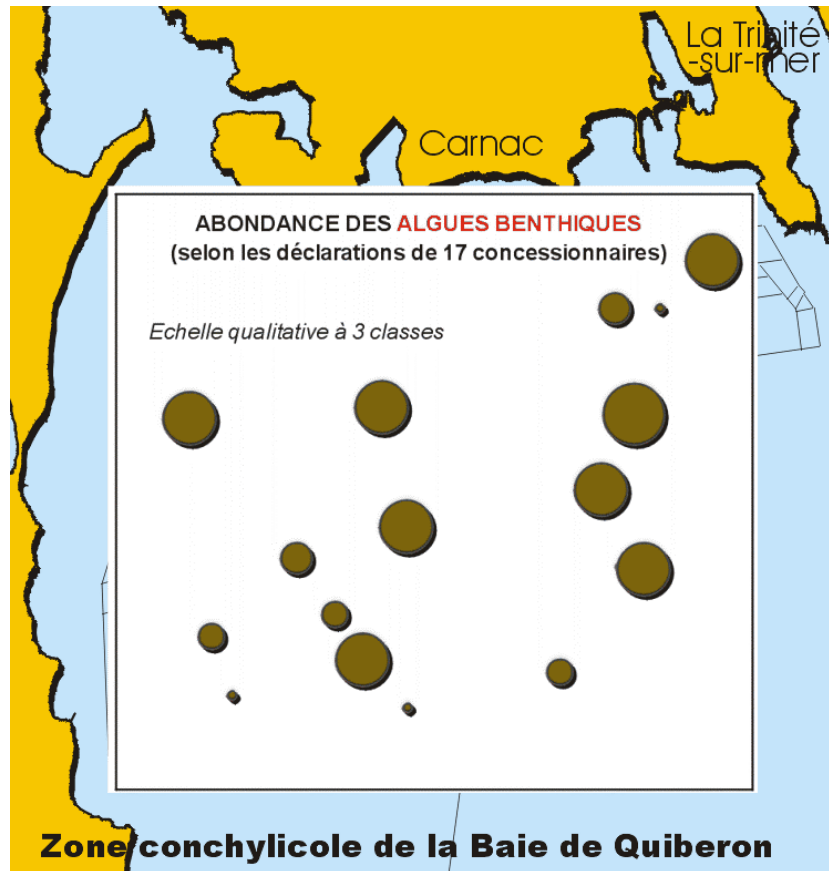 La Trinité
-sur-mer
Carnac
ABONDANCE DES ALGUES BENTHIQUES
(selon les déclarations de 17 concessionnaires)
Echelle qualitative à 3 classes
Zone conchylicole de la Baie de Quiberon